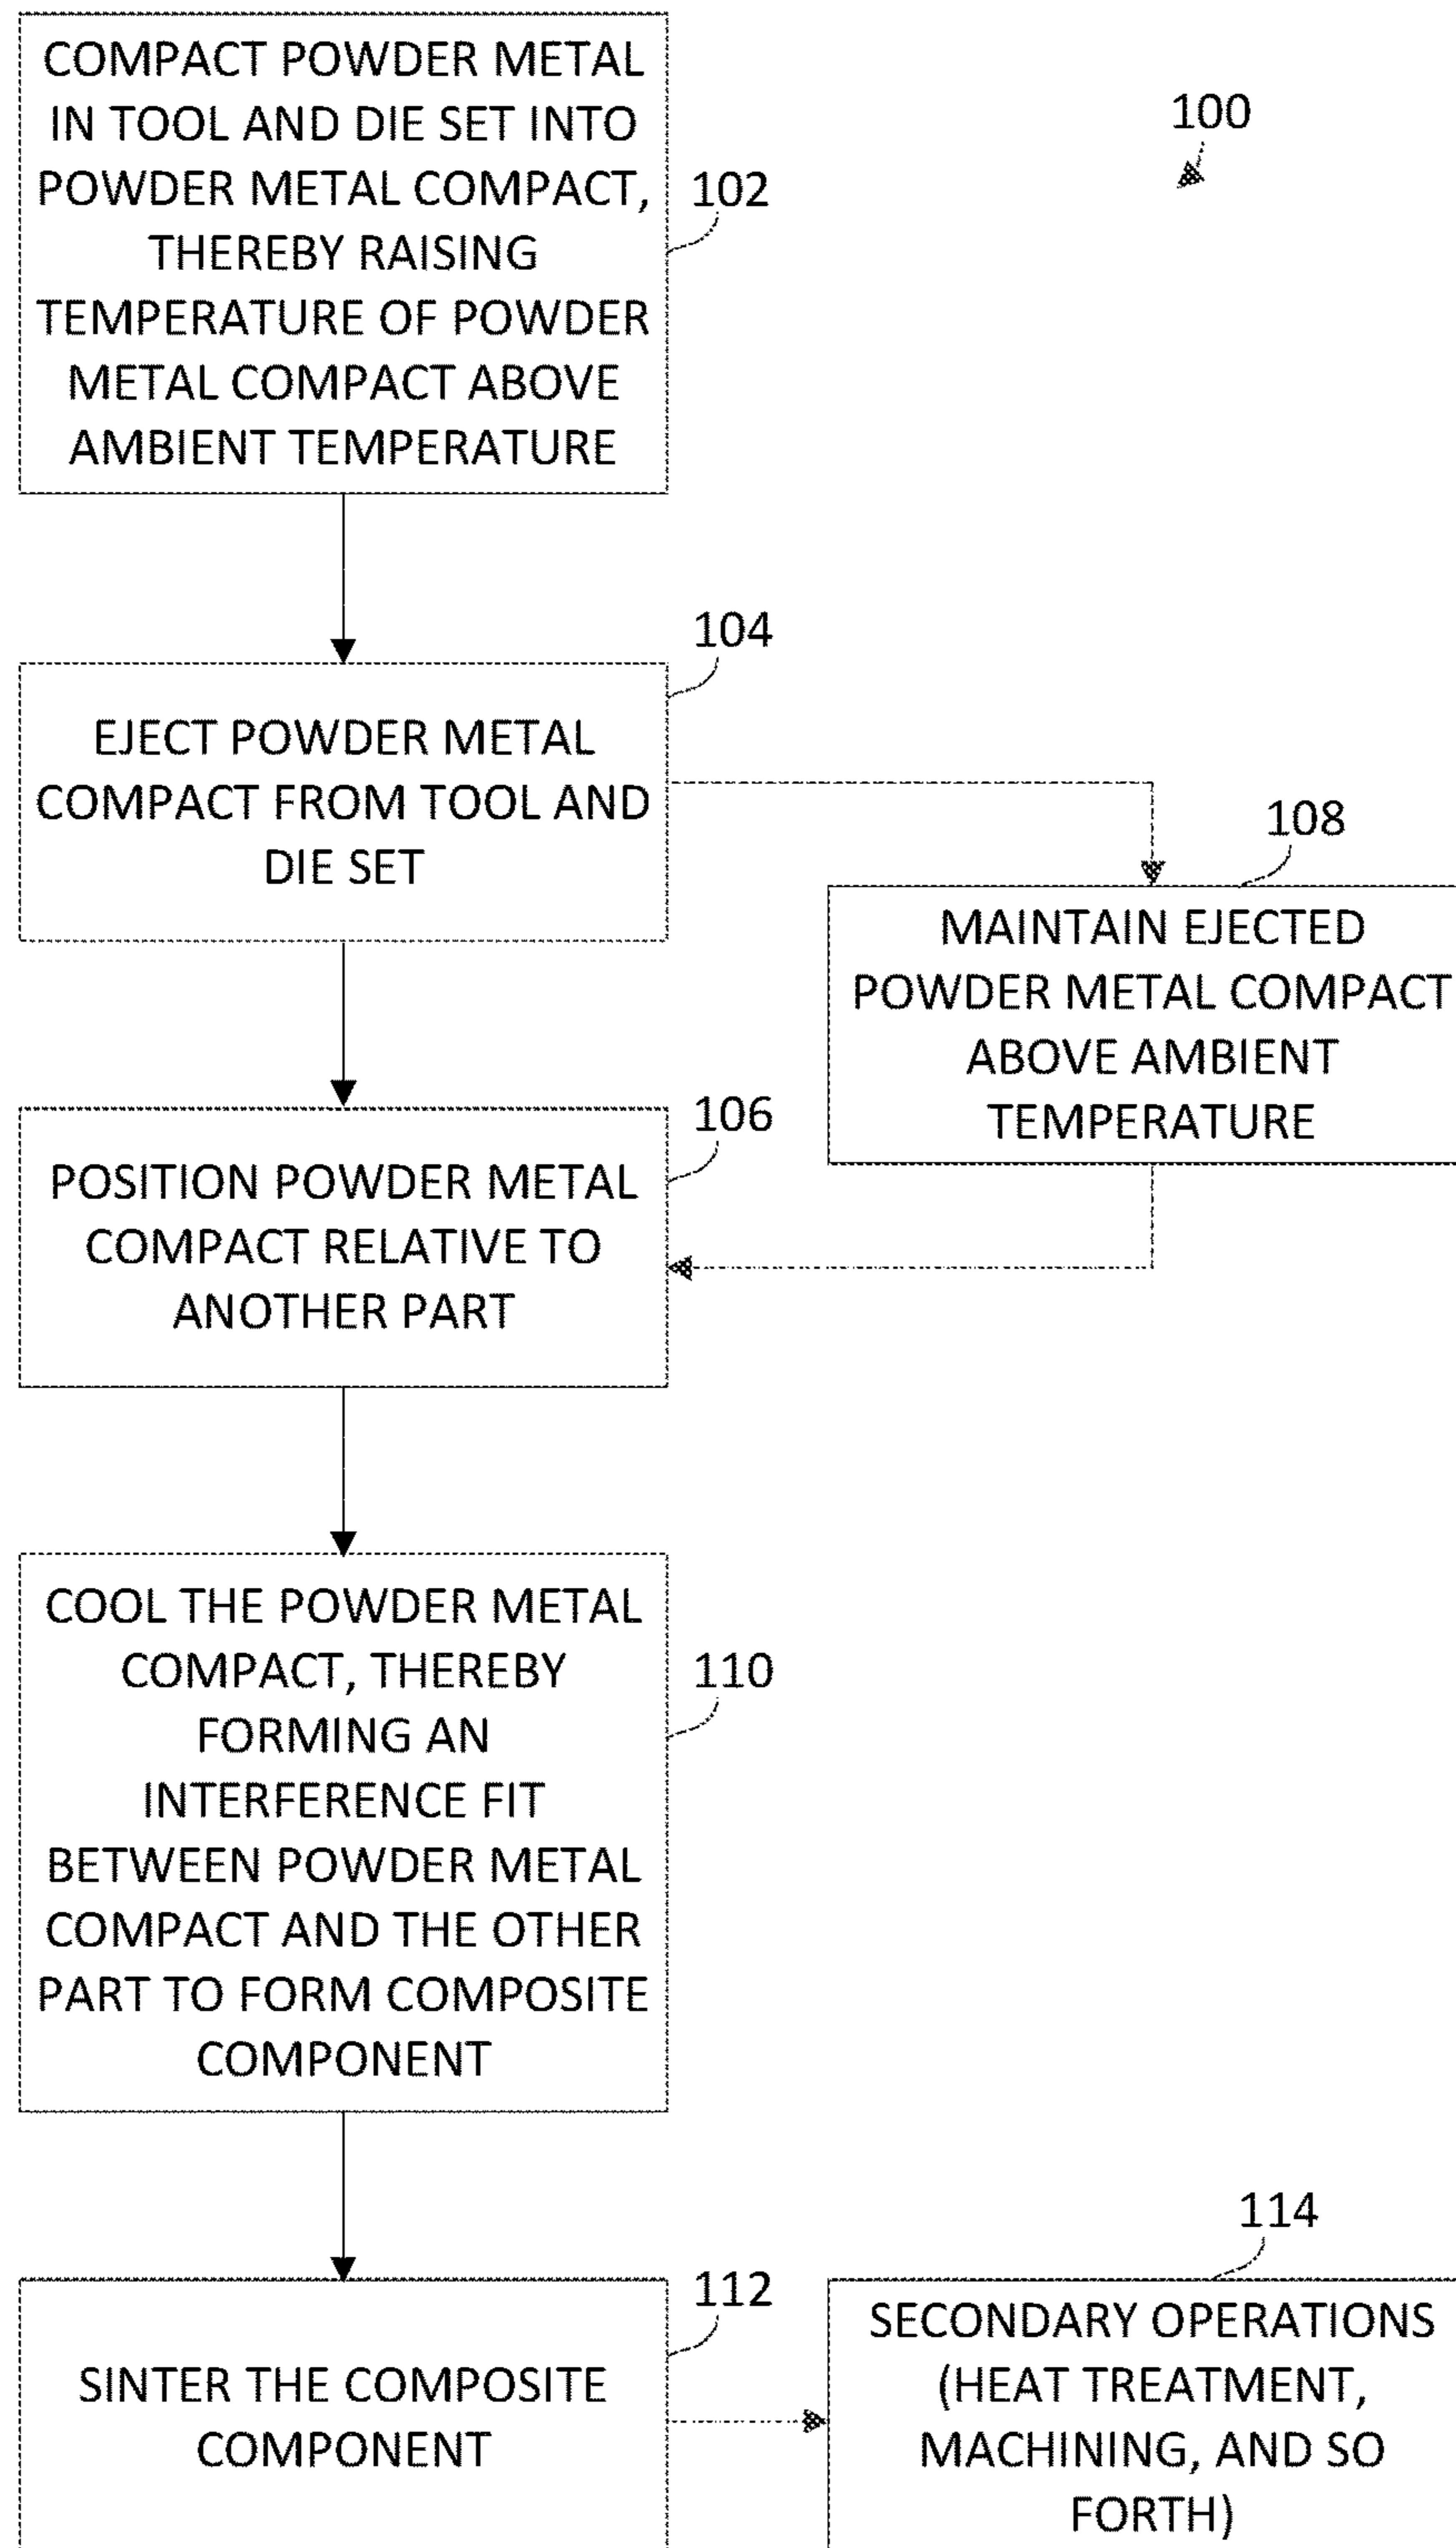 COMPACT POWDER METAL
IN TOOL AND DIE SET INTO
POWDER METAL COMPACT,
THEREBY RAISING
TEMPERATURE OF POWDER
METAL COMPACT ABOVE
AMBIENT TEMPERATURE
102
100
104
EJECT POWDER METAL
COMPACT FROM TOOL AND
DIE SET
108
MAINTAIN EJECTED
POWDER METAL COMPACT
ABOVE AMBIENT
TEMPERATURE
106
POSITION POWDER METAL
COMPACT RELATIVE TO
ANOTHER PART
COOL THE POWDER METAL
COMPACT, THEREBY
FORMING AN
INTERFERENCE FIT
BETWEEN POWDER METAL
COMPACT AND THE OTHER
PART TO FORM COMPOSITE
COMPONENT
110
112
SINTER THE COMPOSITE
COMPONENT
114
SECONDARY OPERATIONS
(HEAT TREATMENT,
MACHINING, AND SO
FORTH)